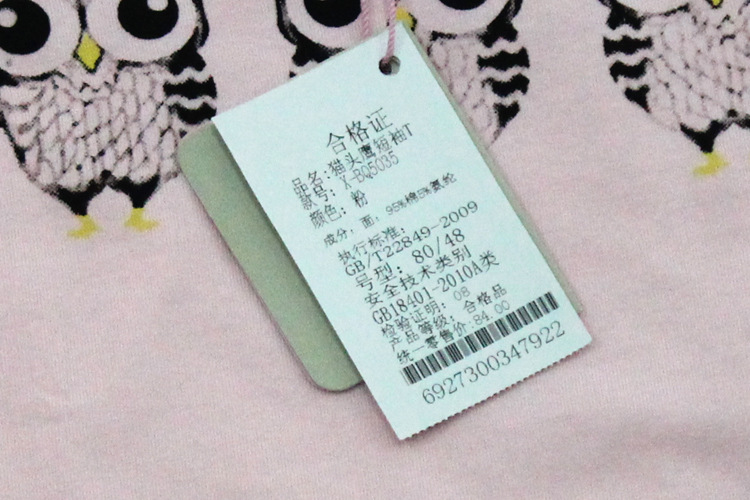 合格证
品名：猫头鹰短袖T
款号：X-BQ5035
颜色：粉
成分：面：95%棉5%氨纶
执行标准：
GB/T22849-2009
号型：80/48
安全技术类别
GB18401-2010A类
检验证明：08
产品等级：合格品
统一零售价：84.00
6927300347922